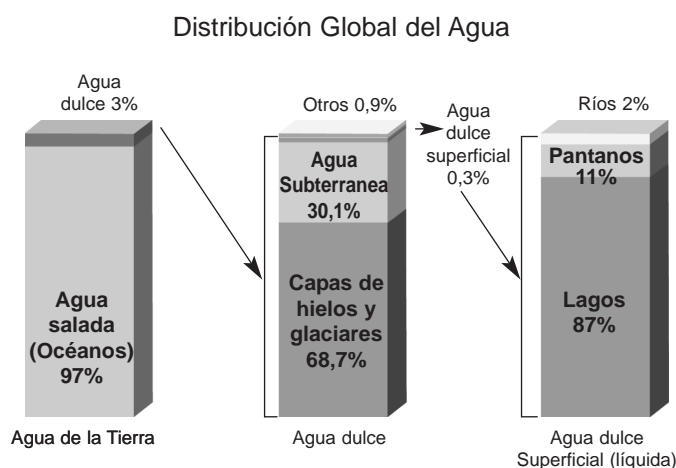 Distribución Global del Agua
Agua
dulce 3%
Agua
salada
(Océanos)
97%
Agua de la Tierra
Otros 0,9%
Agua
Subterranea
30,1%
Capas de
hielos y
glaciares
68,7%
Agua dulce
Agua
dulce
superficial
0,3%
Ríos 2%
Pantanos
11%
Lagos
87%
Agua dulce
Superficial (líquida)